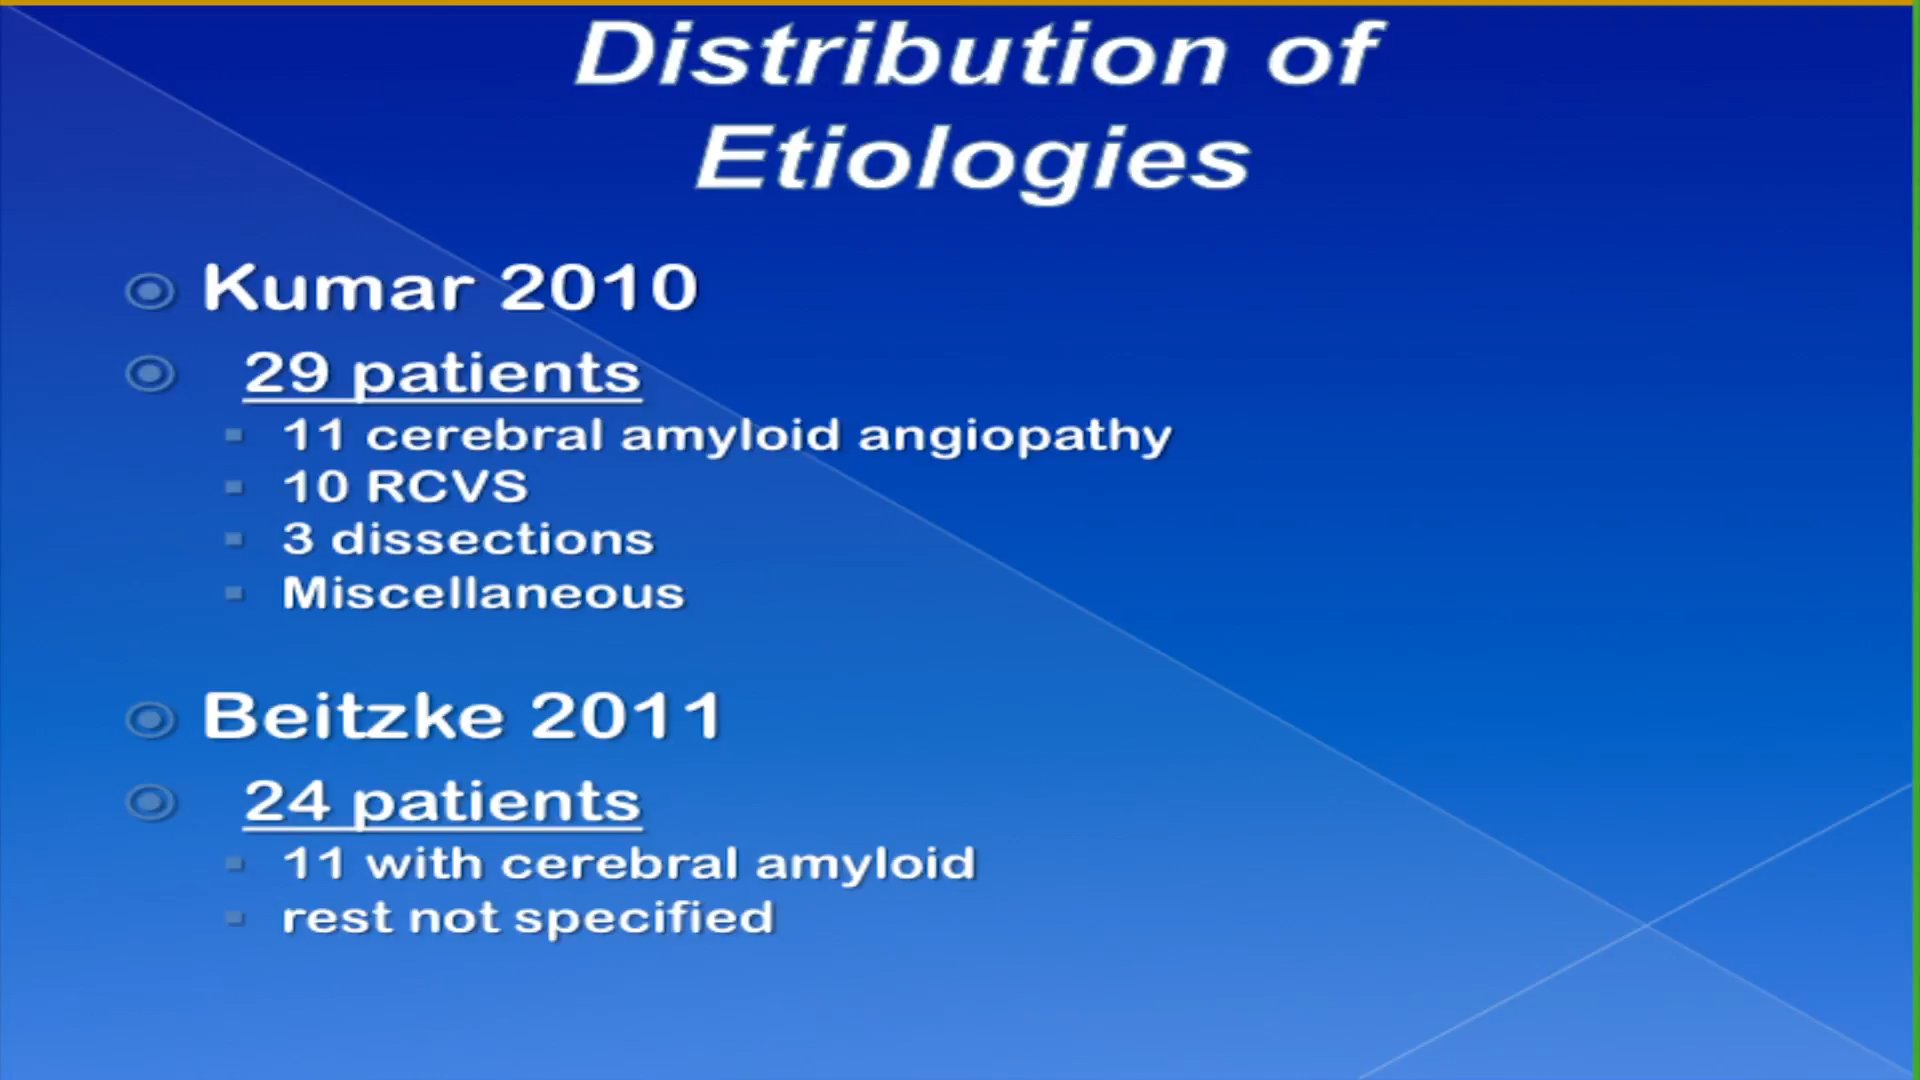 Distribution of
Etiologies
Kumar 2010
29 patients
11 cerebral amyloid angiopathy
10 RCVS
3 dissections
Miscellaneous
Beitzke 2011
24 patients
11 with cerebral amyloid
rest not specified